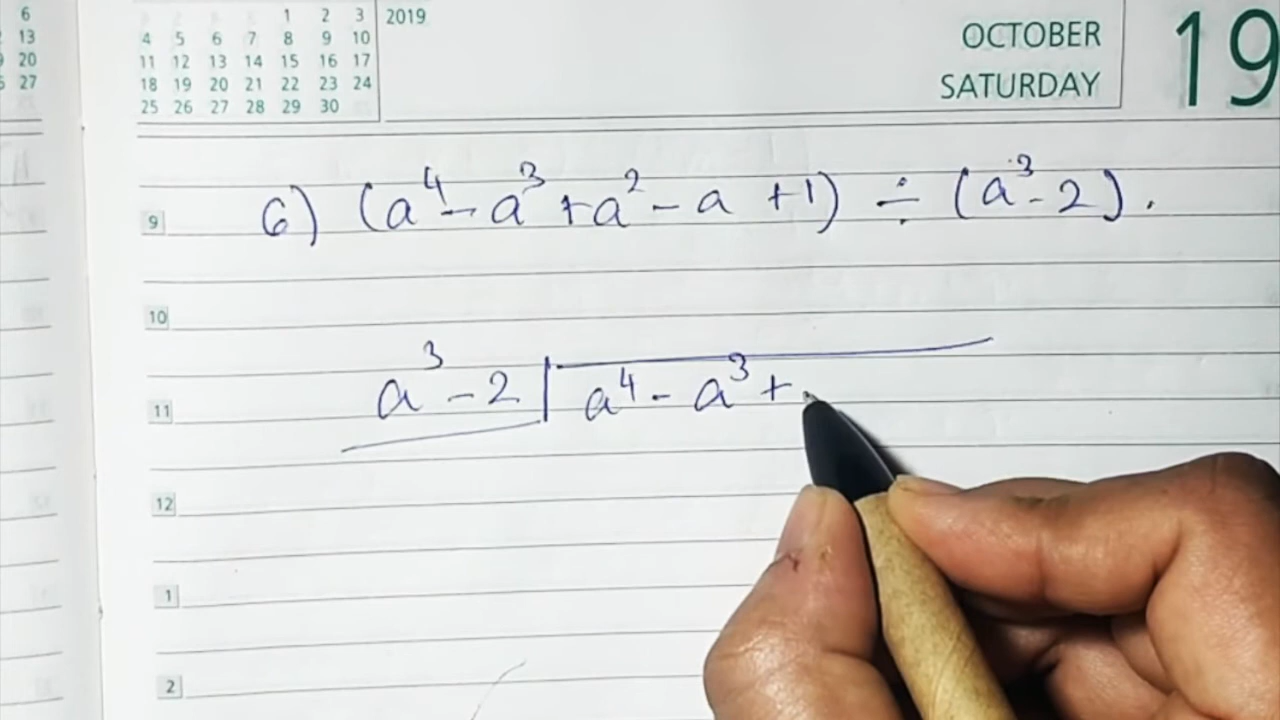 6
13
20
27
1 2 3
4 5 6 7 8 9 10
11 12 13 14 15 16 17
18 19 20 21 22 23 24
25 26 27 28 29 30
2019
OCTOBER
SATURDAY
19
9
6) (a⁴ - a³ + a² - a + 1) ÷ (a³ - 2).
10
11
a³ - 2 | a⁴ - a³ +
12
1
2